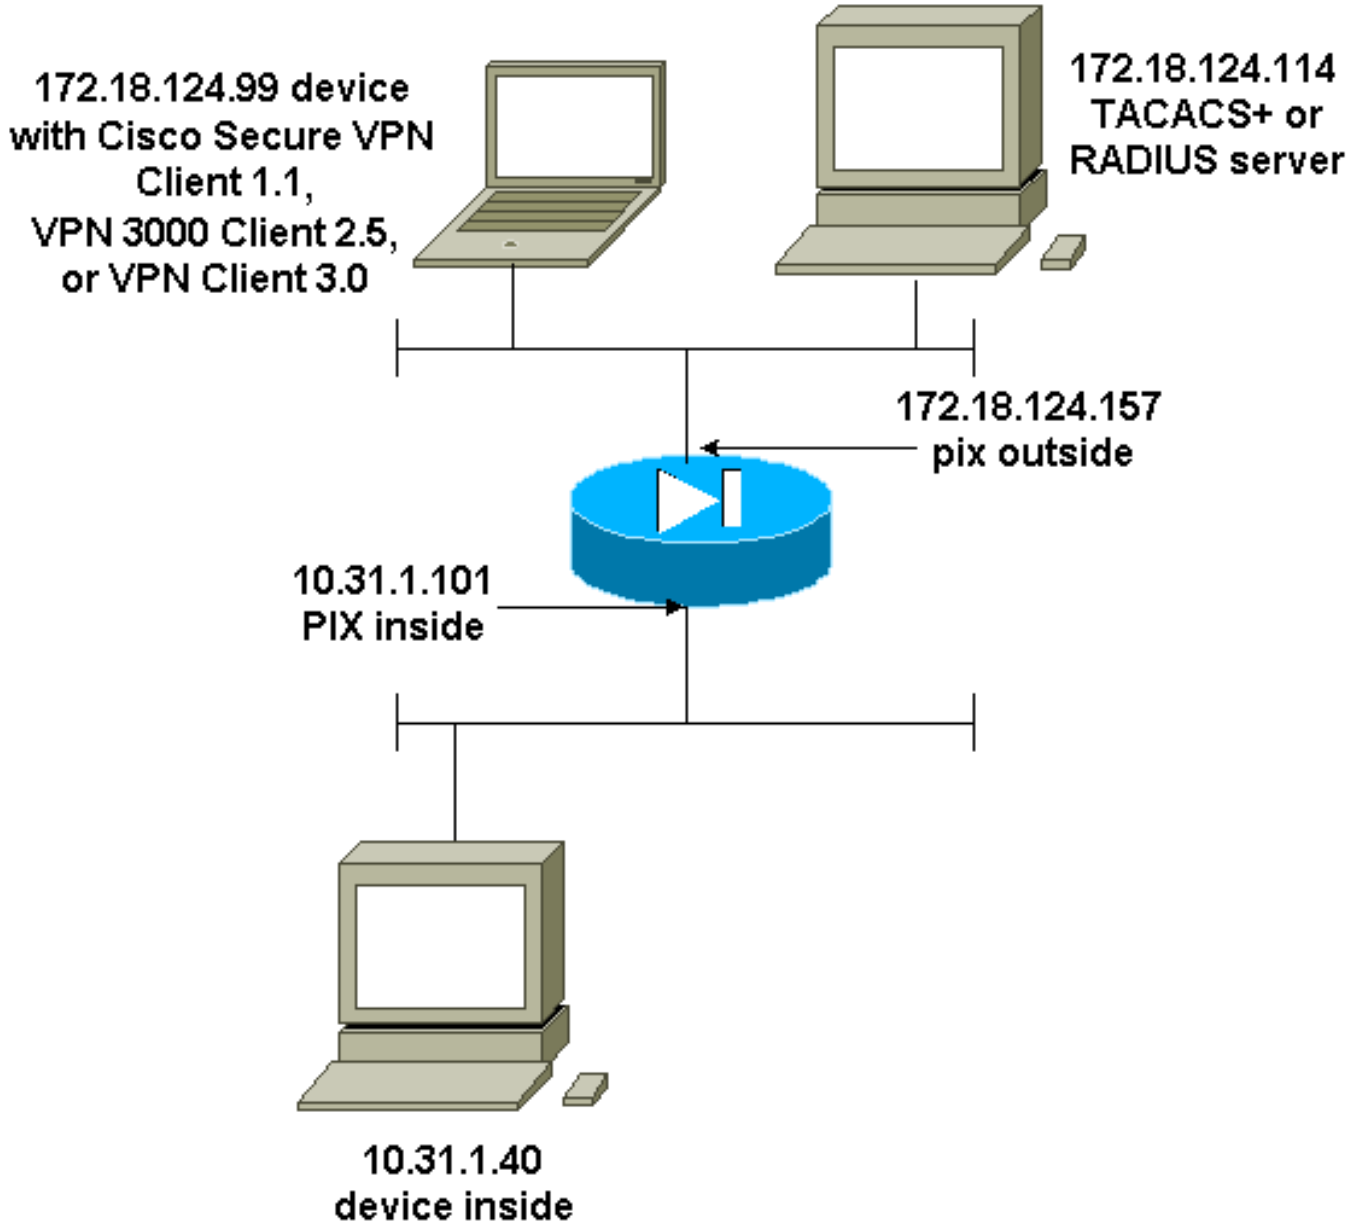 172.18.124.99 device
with Cisco Secure VPN
Client 1.1,
VPN 3000 Client 2.5,
or VPN Client 3.0
172.18.124.114
TACACS+ or
RADIUS server
172.18.124.157
pix outside
10.31.1.101
PIX inside
10.31.1.40
device inside